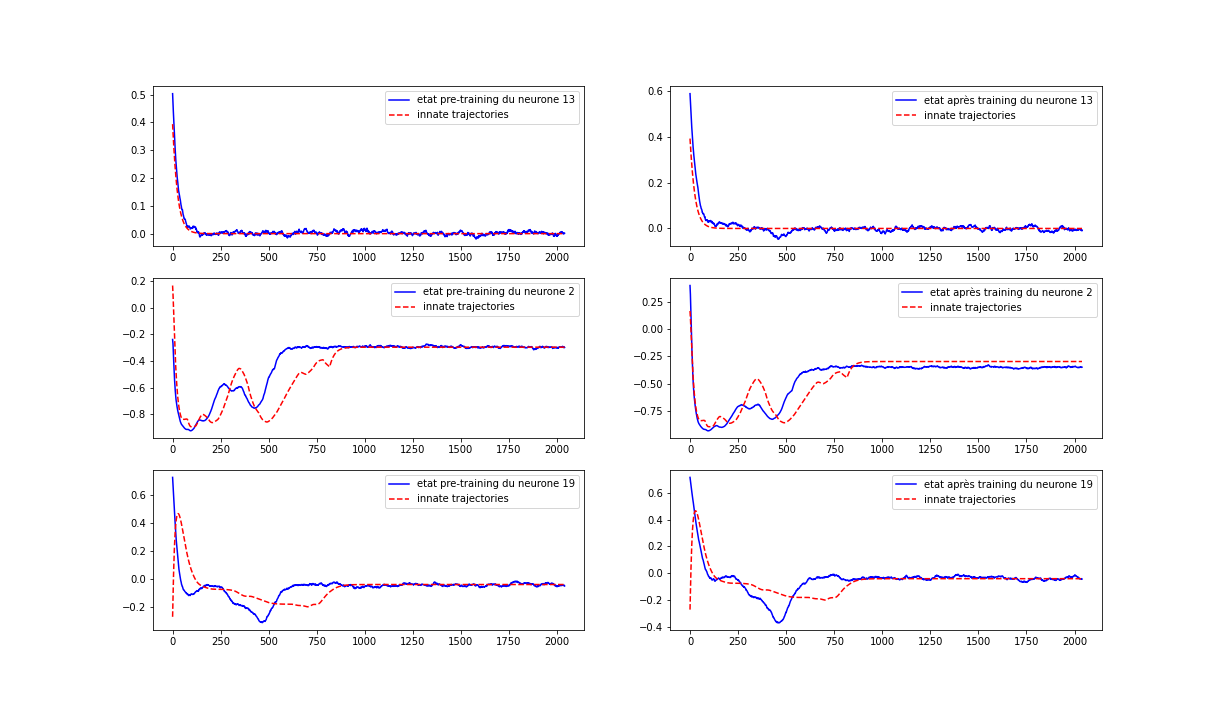 0.5
0.4
0.3
0.2
0.1
0.0
etat pre-training du neurone 13
innate trajectories
0 250 500 750 1000 1250 1500 1750 2000
0.6
0.4
0.2
0.0
etat après training du neurone 13
innate trajectories
0 250 500 750 1000 1250 1500 1750 2000
0.2
0.0
−0.2
−0.4
−0.6
−0.8
etat pre-training du neurone 2
innate trajectories
0 250 500 750 1000 1250 1500 1750 2000
0.25
0.00
−0.25
−0.50
−0.75
etat après training du neurone 2
innate trajectories
0 250 500 750 1000 1250 1500 1750 2000
0.6
0.4
0.2
0.0
−0.2
etat pre-training du neurone 19
innate trajectories
0 250 500 750 1000 1250 1500 1750 2000
0.6
0.4
0.2
0.0
−0.2
−0.4
etat après training du neurone 19
innate trajectories
0 250 500 750 1000 1250 1500 1750 2000